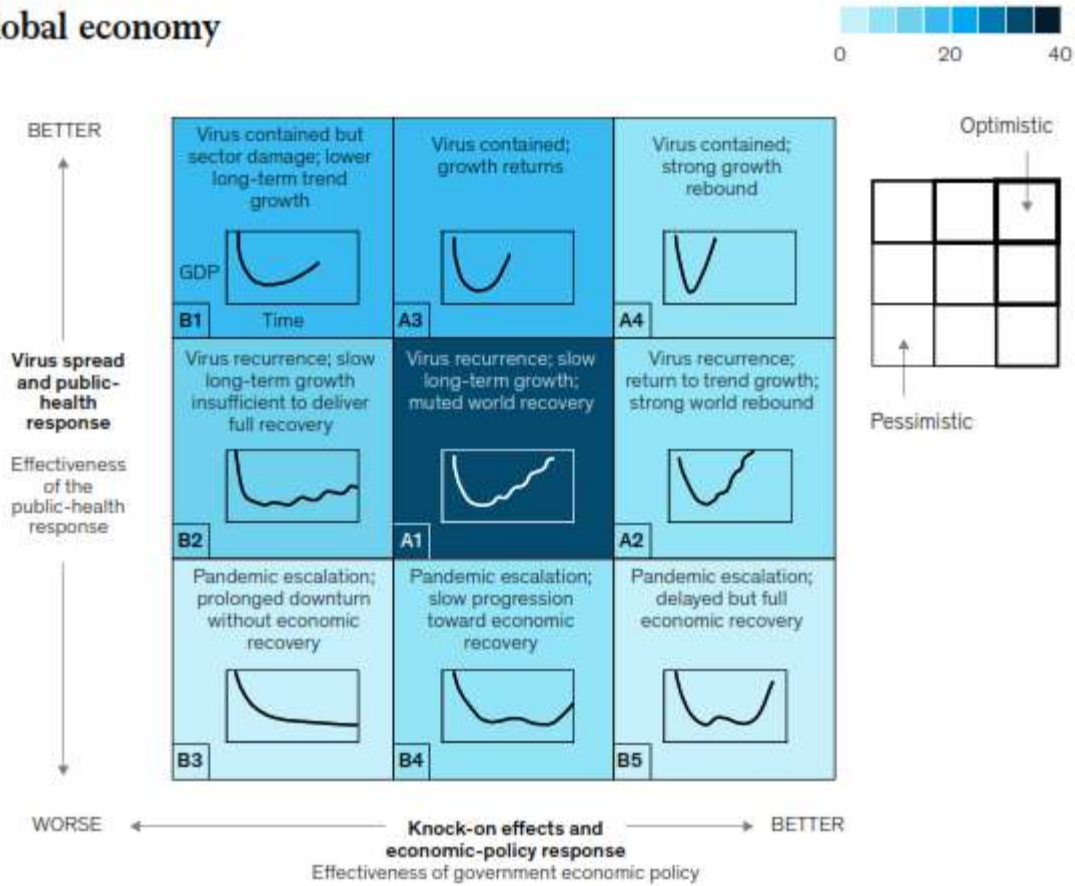 lobal economy
0 20 40
BETTER
Virus contained but
sector damage; lower
long-term trend
growth
GDP
Time
B1
Virus contained;
growth returns
A3
Virus contained;
strong growth
rebound
A4
Optimistic
Pessimistic
Virus spread
and public-
health
response
Effectiveness
of the
public-health
response
Virus recurrence; slow
long-term growth
insufficient to deliver
full recovery
B2
Virus recurrence; slow
long-term growth;
muted world recovery
A1
Virus recurrence;
return to trend growth;
strong world rebound
A2
Pandemic escalation;
prolonged downturn
without economic
recovery
B3
Pandemic escalation;
slow progression
toward economic
recovery
B4
Pandemic escalation;
delayed but full
economic recovery
B5
WORSE
Knock-on effects and
economic-policy response
Effectiveness of government economic policy
BETTER